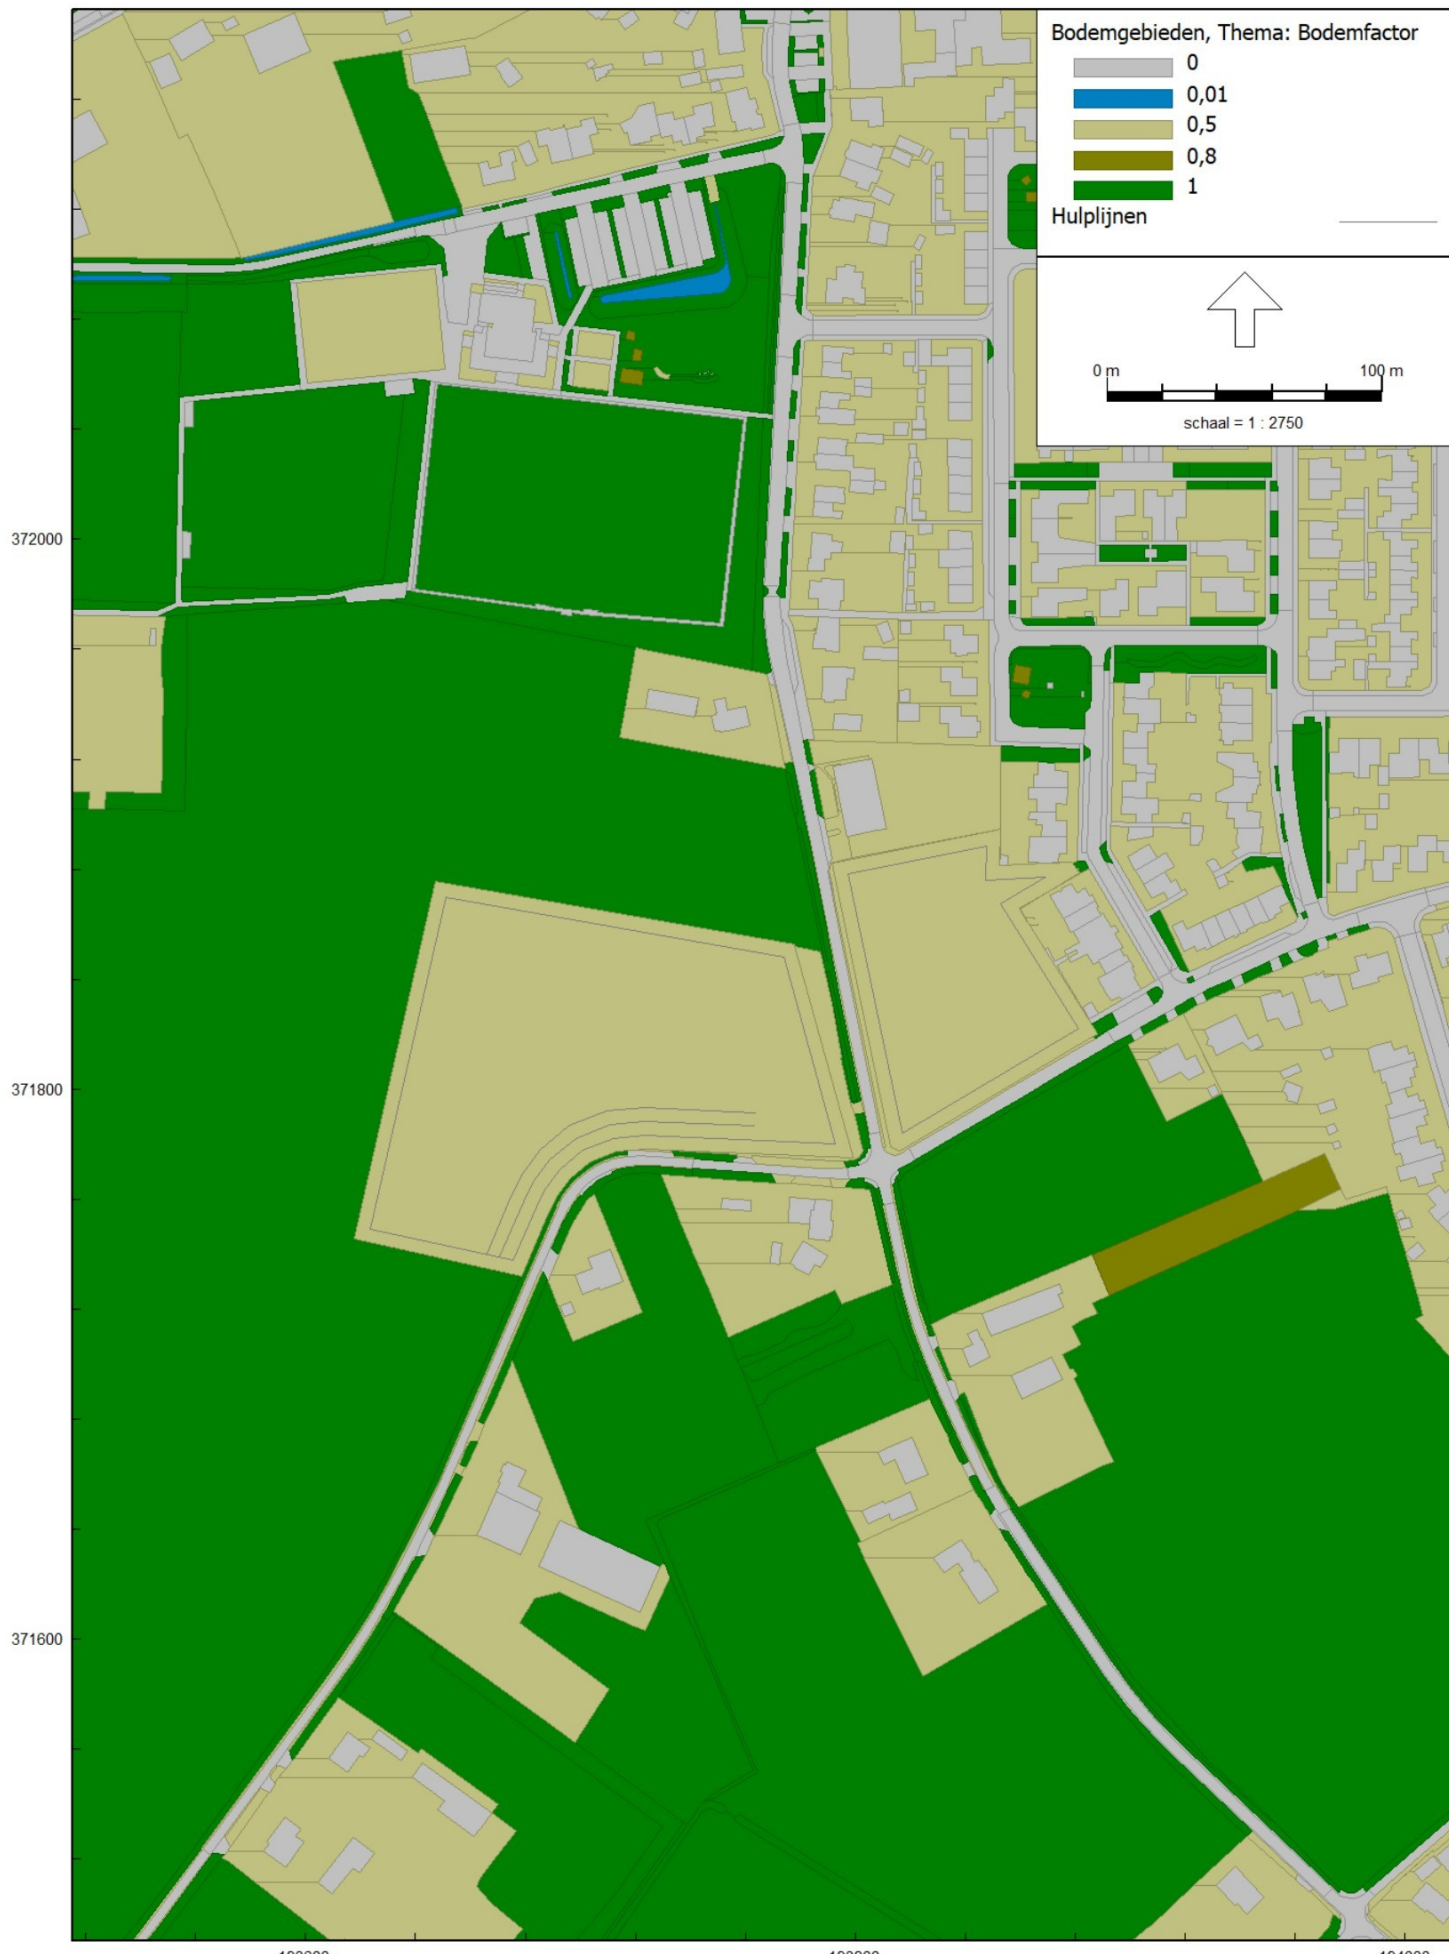 Bodemgebieden, Thema: Bodemfactor
0
0,01
0,5
0,8
1
Hulplijnen
0 m 100 m
schaal = 1 : 2750
372000
371800
371600